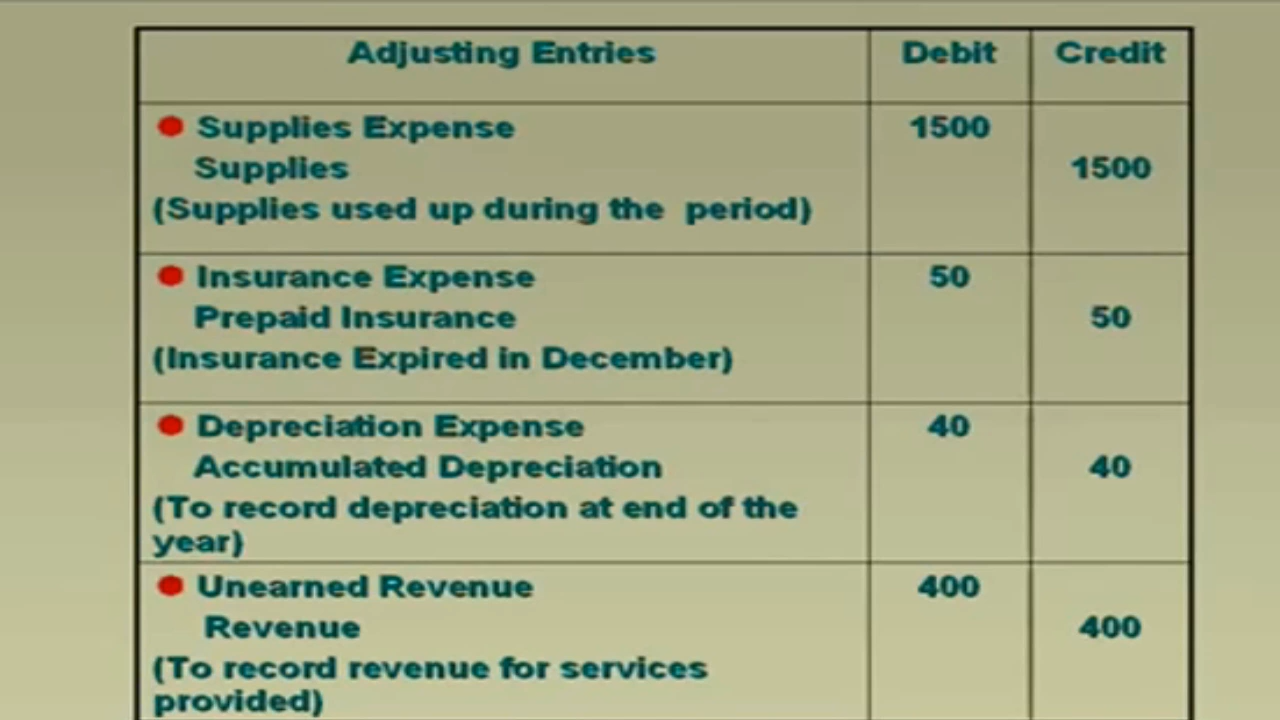 Adjusting Entries Debit Credit
Supplies Expense 1500
Supplies 1500
(Supplies used up during the period)
Insurance Expense 50
Prepaid Insurance 50
(Insurance Expired in December)
Depreciation Expense 40
Accumulated Depreciation 40
(To record depreciation at end of the
year)
Unearned Revenue 400
Revenue 400
(To record revenue for services
provided)